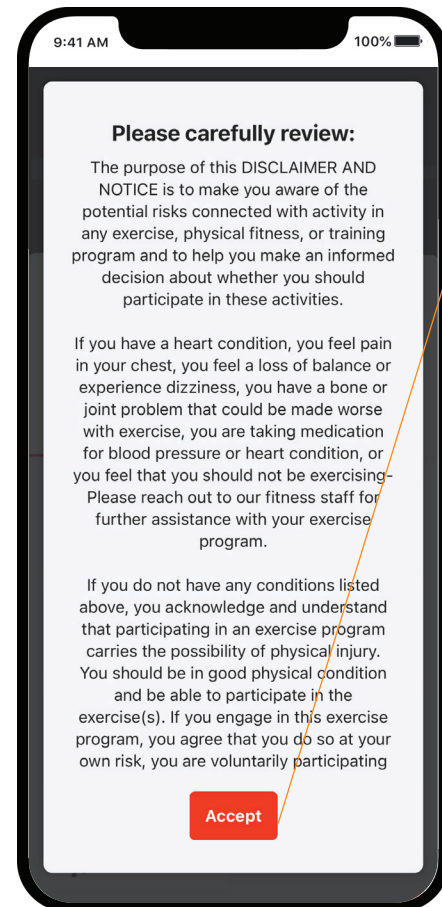 9:41 AM 100%
Please carefully review:
The purpose of this DISCLAIMER AND
NOTICE is to make you aware of the
potential risks connected with activity in
any exercise, physical fitness, or training
program and to help you make an informed
decision about whether you should
participate in these activities.
If you have a heart condition, you feel pain
in your chest, you feel a loss of balance or
experience dizziness, you have a bone or
joint problem that could be made worse
with exercise, you are taking medication
for blood pressure or heart condition, or
you feel that you should not be exercising-
Please reach out to our fitness staff for
further assistance with your exercise
program.
If you do not have any conditions listed
above, you acknowledge and understand
that participating in an exercise program
carries the possibility of physical injury.
You should be in good physical condition
and be able to participate in the
exercise(s). If you engage in this exercise
program, you agree that you do so at your
own risk, you are voluntarily participating
Accept